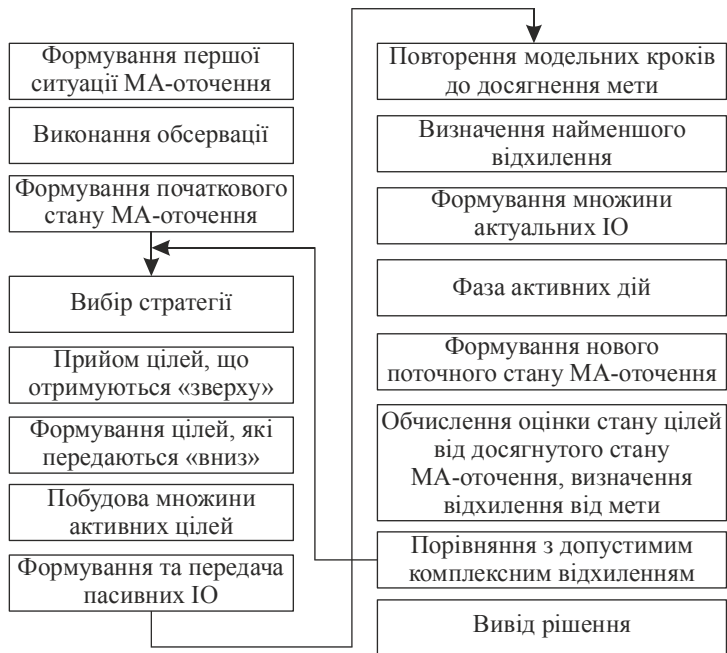 Формування першої
ситуації МА-оточення
Виконання обсервації
Формування початкового
стану МА-оточення
Вибір стратегії
Прийом цілей, що
отримуються «зверху»
Формування цілей, які
передаються «вниз»
Побудова множини
активних цілей
Формування та передача
пасивних ІО
Повторення модельних кроків
до досягнення мети
Визначення найменшого
відхилення
Формування множини
актуальних ІО
Фаза активних дій
Формування нового
поточного стану МА-оточення
Обчислення оцінки стану цілей
від досягнутого стану
МА-оточення, визначення
відхилення від мети
Порівняння з допустимим
комплексним відхиленням
Вивід рішення